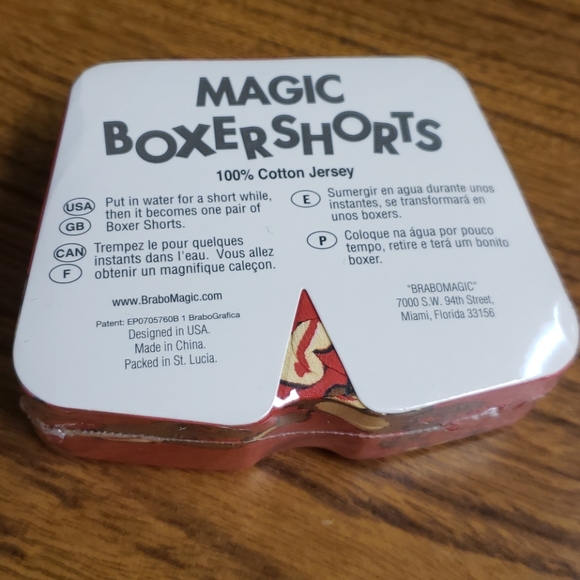 MAGIC
BOXERSHORTS
100% Cotton Jersey
USA
GB
Put in water for a short while,
then it becomes one pair of
Boxer Shorts.
CAN
F
Trempez le pour quelques
instants dans l'eau. Vous allez
obtenir un magnifique caleçon.
E
Sumergir en agua durante unos
instantes, se transformará en
unos boxers.
P
Coloque na água por pouco
tempo, retire e terá um bonito
boxer.
www.BraboMagic.com
Patent: EP0705760B 1 BraboGrafica
Designed in USA.
Made in China.
Packed in St. Lucia.
"BRABOMAGIC"
7000 S.W. 94th Street,
Miami, Florida 33156